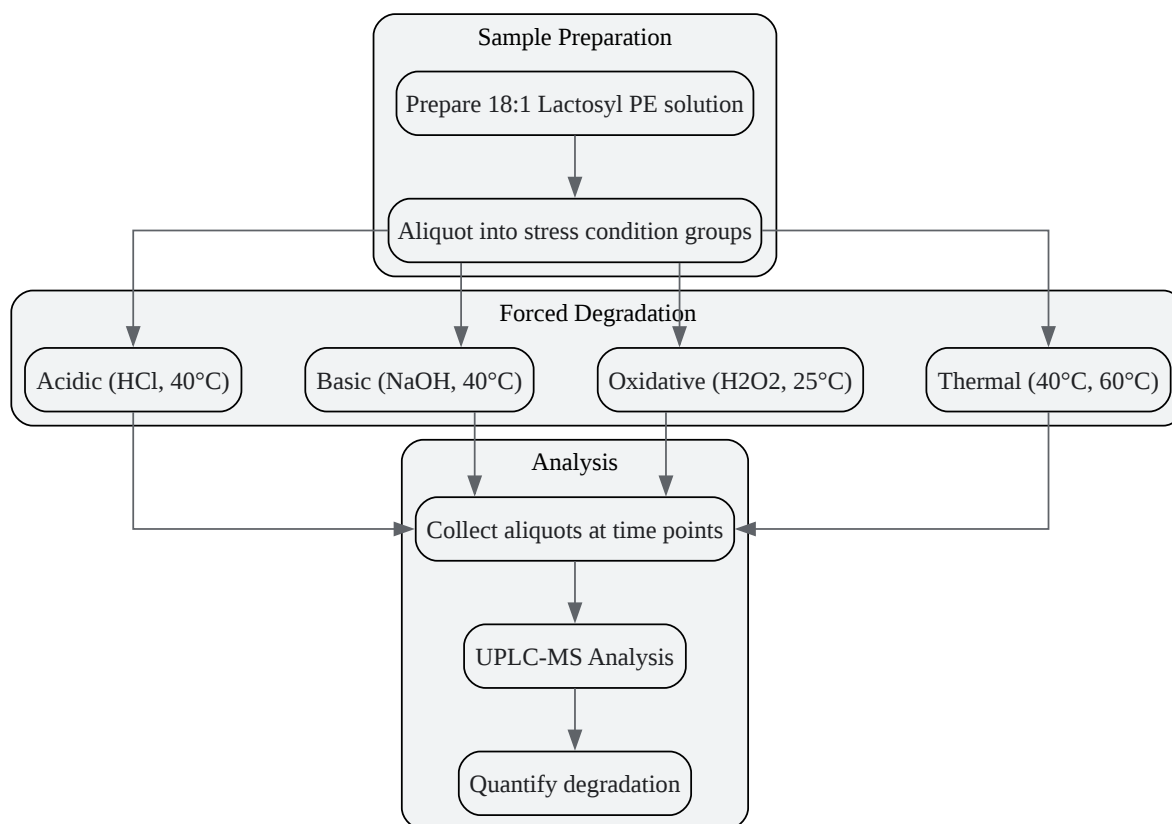 Sample Preparation
Prepare 18:1 Lactosyl PE solution
Aliquot into stress condition groups
Forced Degradation
Acidic (HCl, 40°C)
Basic (NaOH, 40°C)
Oxidative (H2O2, 25°C)
Thermal (40°C, 60°C)
Analysis
Collect aliquots at time points
UPLC-MS Analysis
Quantify degradation